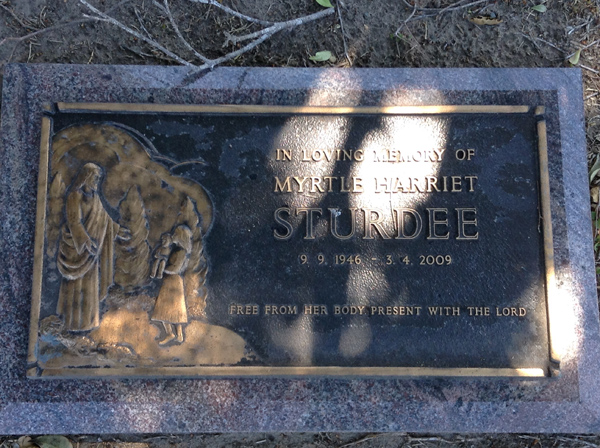 IN LOVING MEMORY OF
MYRTLE HARRIET
STURDEE
9. 9. 1946 - 3. 4. 2009
FREE FROM HER BODY PRESENT WITH THE LORD